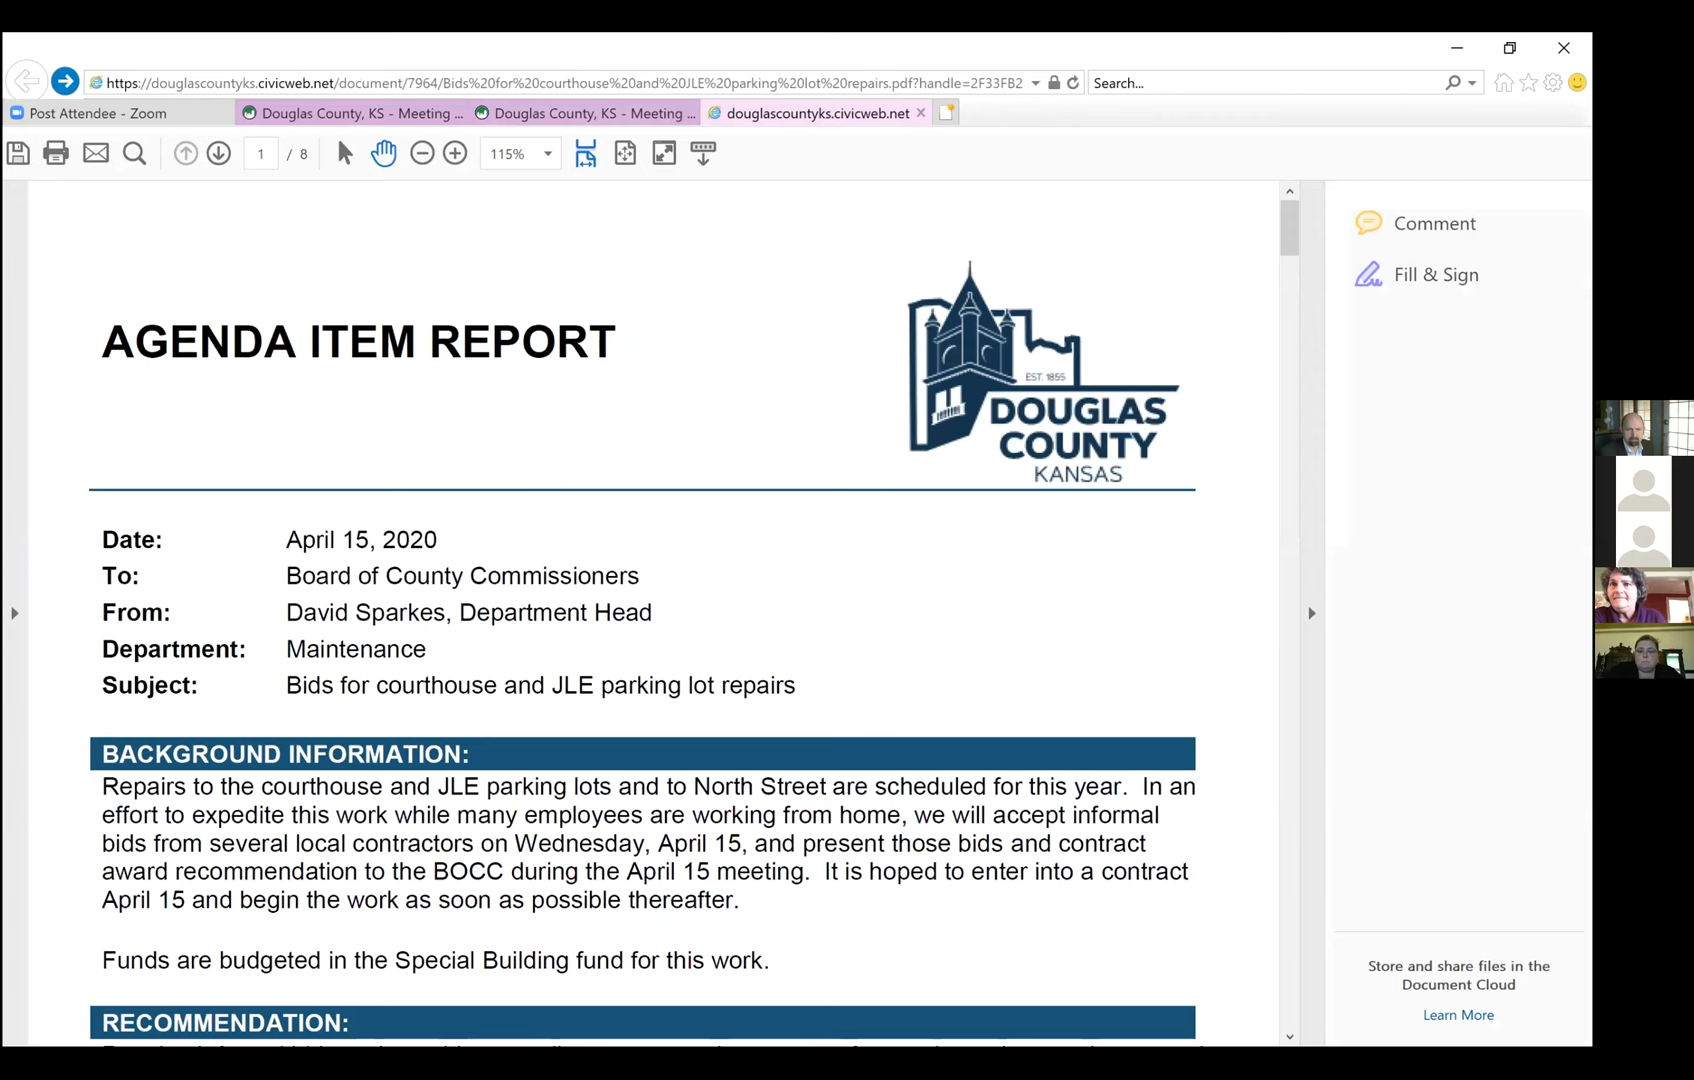 https://douglascountyks.civicweb.net/document/7964/Bids%20for%20courthouse%20and%20JLE%20parking%20lot%20repairs.pdf?handle=2F33FB2
Search...
Post Attendee - Zoom
Douglas County, KS - Meeting ...
Douglas County, KS - Meeting ...
douglascountyks.civicweb.net
1 / 8
115%
Comment
Fill & Sign
AGENDA ITEM REPORT
EST. 1855
DOUGLAS
COUNTY
KANSAS
Date: April 15, 2020
To: Board of County Commissioners
From: David Sparkes, Department Head
Department: Maintenance
Subject: Bids for courthouse and JLE parking lot repairs
BACKGROUND INFORMATION:
Repairs to the courthouse and JLE parking lots and to North Street are scheduled for this year.  In an
effort to expedite this work while many employees are working from home, we will accept informal
bids from several local contractors on Wednesday, April 15, and present those bids and contract
award recommendation to the BOCC during the April 15 meeting.  It is hoped to enter into a contract
April 15 and begin the work as soon as possible thereafter.
Funds are budgeted in the Special Building fund for this work.
RECOMMENDATION:
Store and share files in the
Document Cloud
Learn More